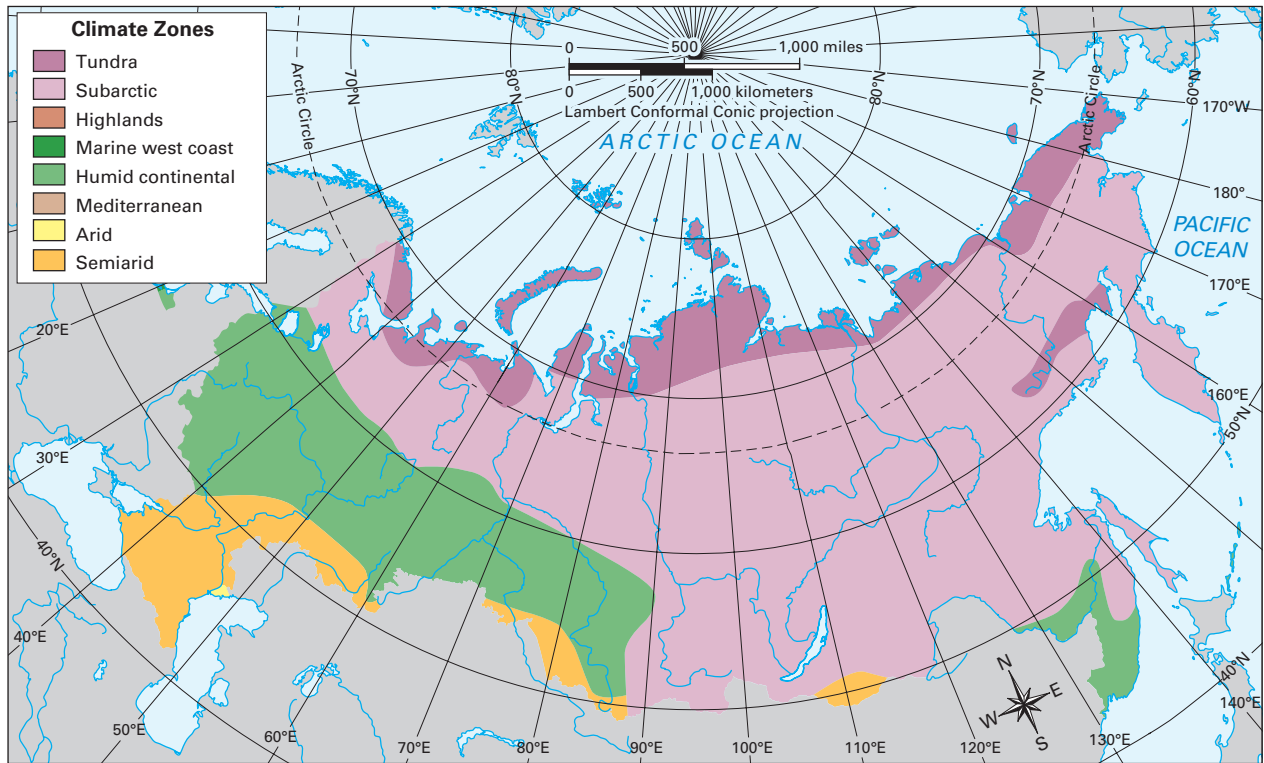 Climate Zones
Tundra
Subarctic
Highlands
Marine west coast
Humid continental
Mediterranean
Arid
Semiarid
0
500
1,000 miles
0
500
1,000 kilometers
Lambert Conformal Conic projection
ARCTIC OCEAN
PACIFIC
OCEAN
Arctic Circle
70°N
80°N
80°N
70°N
Arctic Circle
60°N
170°W
180°
170°E
160°E
50°N
40°N
140°E
130°E
120°E
110°E
100°E
90°E
80°E
70°E
60°E
50°E
40°E
40°N
30°E
20°E
N
E
S
W